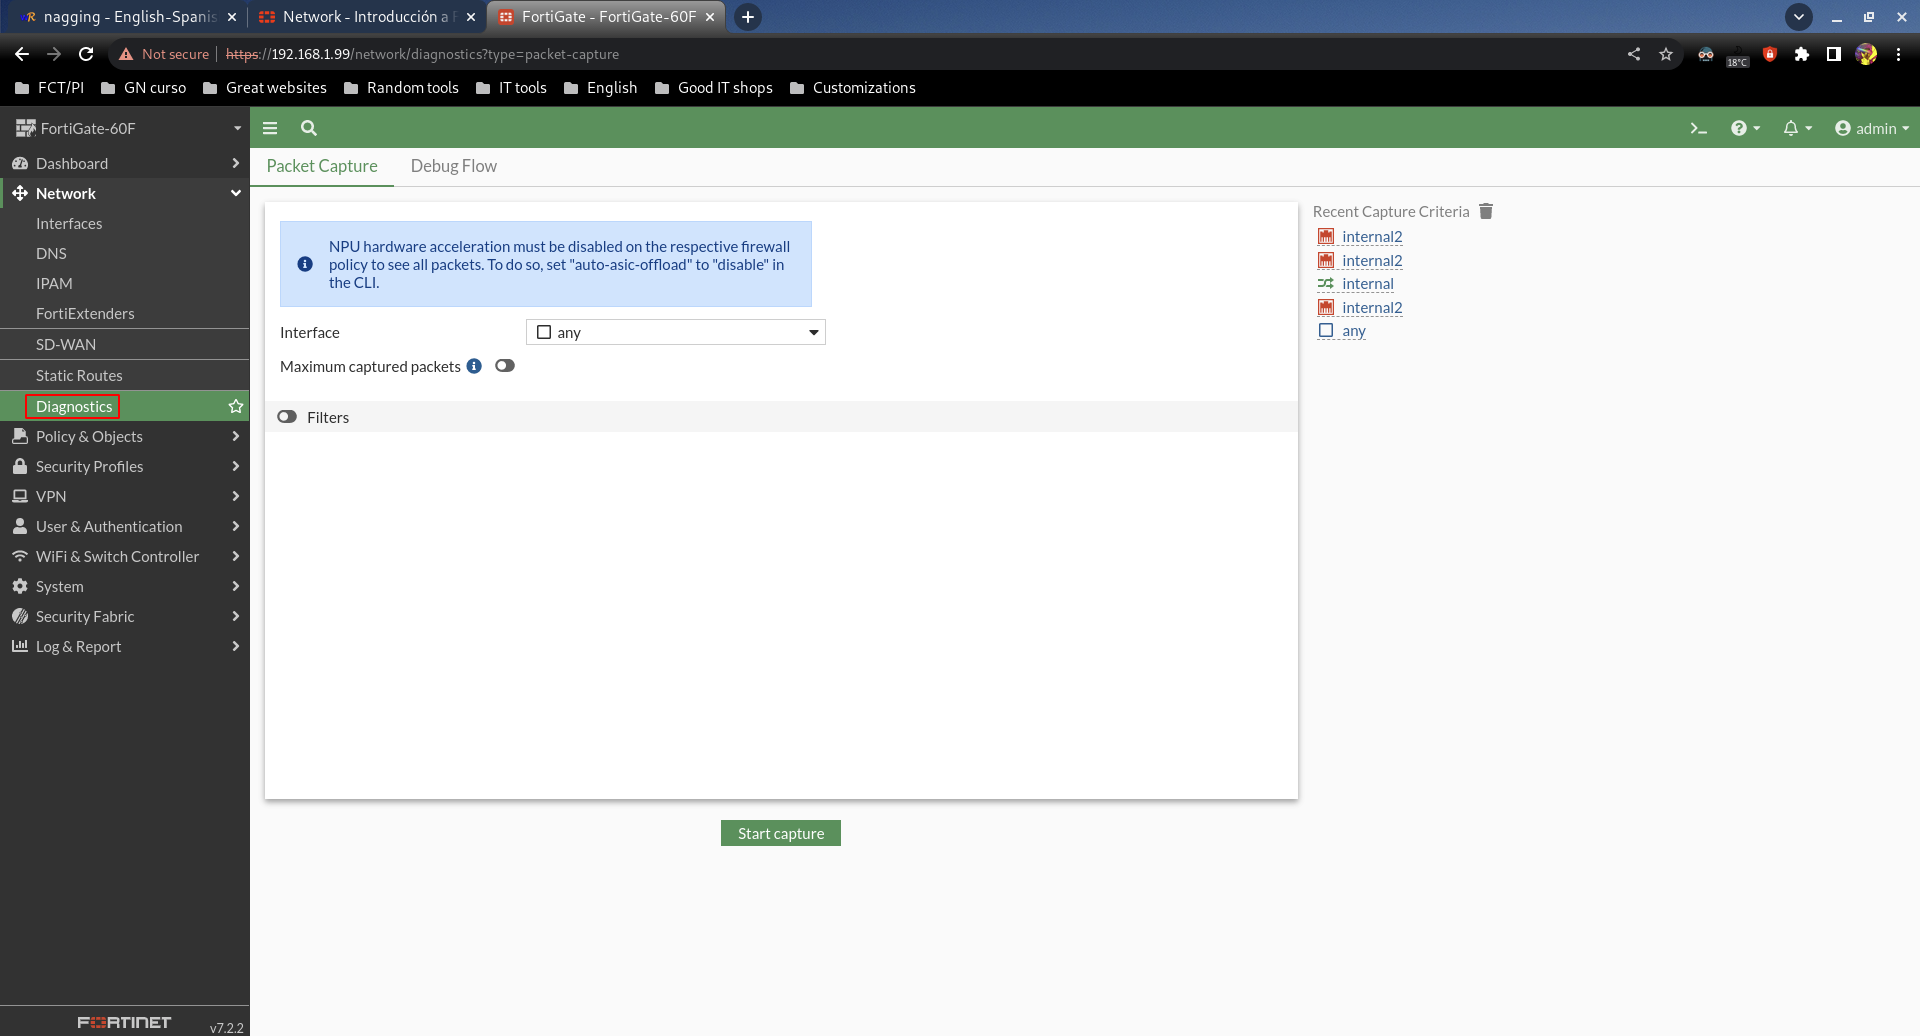 nagging - English-Spanis
Network - Introducción a F
FortiGate - FortiGate-60F
Not secure https://192.168.1.99/network/diagnostics?type=packet-capture
18°C
FCT/PI GN curso Great websites Random tools IT tools English Good IT shops Customizations
FortiGate-60F
admin
Dashboard
Network
Interfaces
DNS
IPAM
FortiExtenders
SD-WAN
Static Routes
Diagnostics
Policy & Objects
Security Profiles
VPN
User & Authentication
WiFi & Switch Controller
System
Security Fabric
Log & Report
FORTINET
v7.2.2
Packet Capture Debug Flow
NPU hardware acceleration must be disabled on the respective firewall
policy to see all packets. To do so, set "auto-asic-offload" to "disable" in
the CLI.
Interface any
Maximum captured packets
Filters
Start capture
Recent Capture Criteria
internal2
internal2
internal
internal2
any